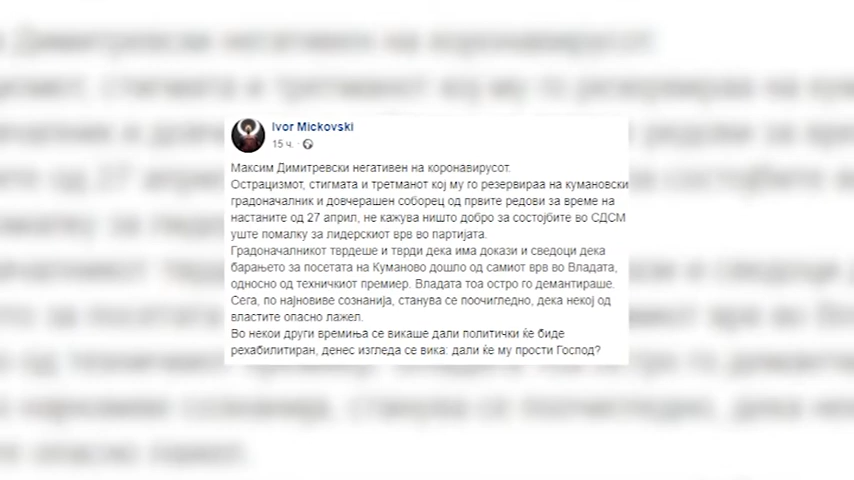 Ivor Mickovski
15 ч.
Максим Димитревски негативен на коронавирусот.
Острацизмот, стигмата и третманот кој му го резервираа на кумановски
градоначалник и довчерашен соборец од првите редови за време на
настаните од 27 април, не кажува ништо добро за состојбите во СДСМ
уште помалку за лидерскиот врв во партијата.
Градоначалникот тврдеше и тврди дека има докази и сведоци дека
барањето за посетата на Куманово дошло од самиот врв во Владата,
односно од техничкиот премиер. Владата тоа остро го демантираше.
Сега, по најновиве сознанија, станува се поочигледно, дека некој од
властите опасно лажел.
Во некои други времиња се викаше дали политички ќе биде
рехабилитиран, денес изгледа се вика: дали ќе му прости Господ?